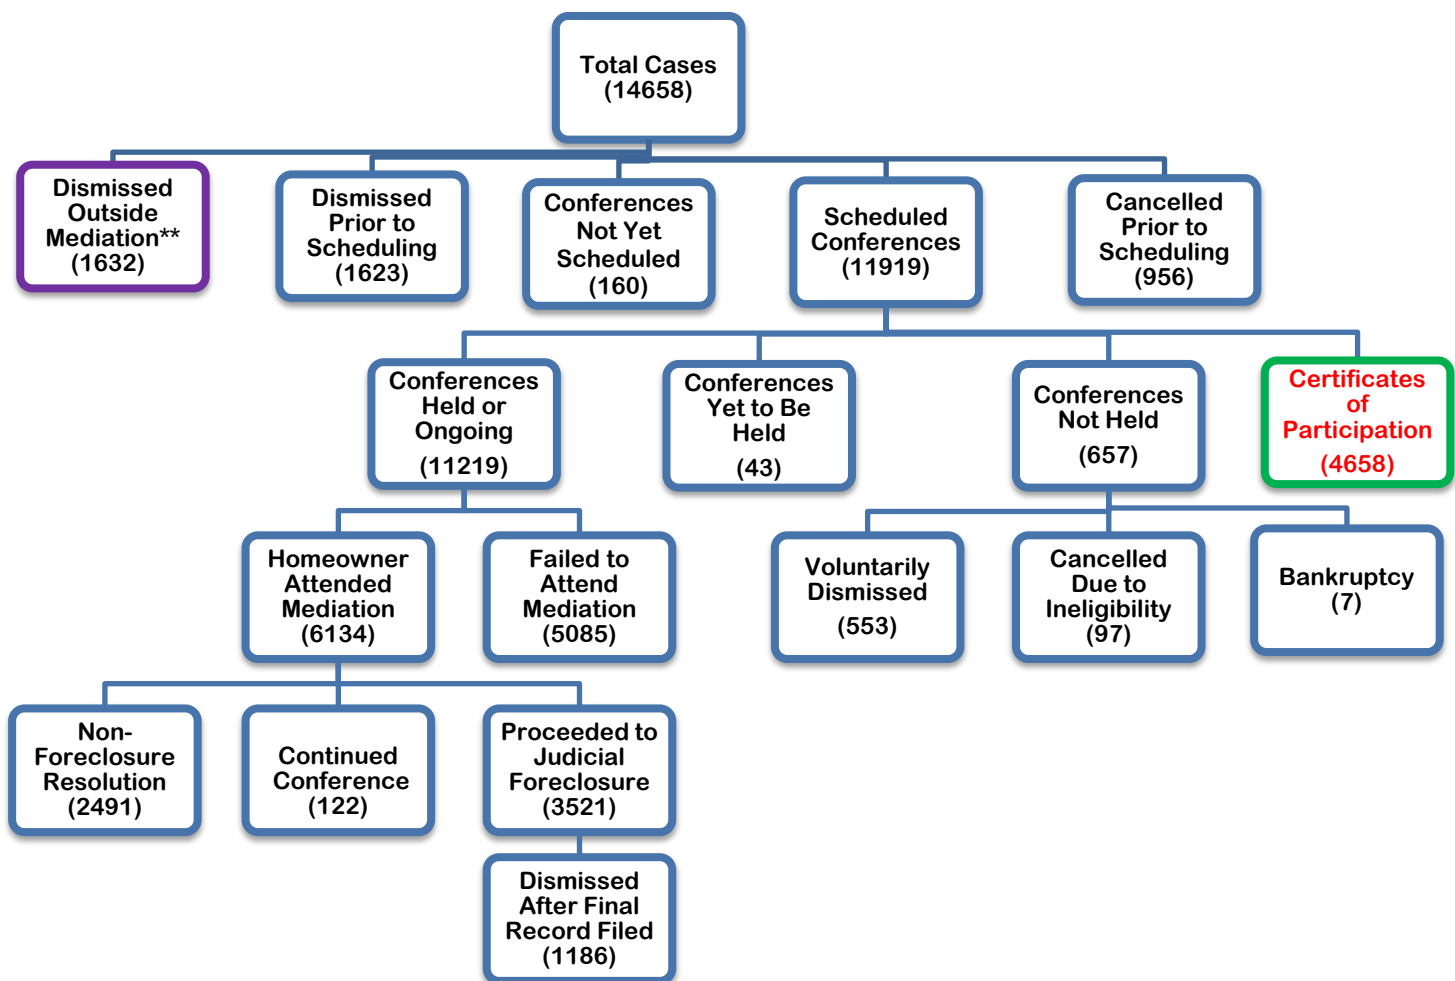 Total Cases
(14658)
Dismissed
Outside
Mediation**
(1632)
Dismissed
Prior to
Scheduling
(1623)
Conferences
Not Yet
Scheduled
(160)
Scheduled
Conferences
(11919)
Cancelled
Prior to
Scheduling
(956)
Conferences
Held or
Ongoing
(11219)
Conferences
Yet to Be
Held
(43)
Conferences
Not Held
(657)
Certificates
of
Participation
(4658)
Homeowner
Attended
Mediation
(6134)
Failed to
Attend
Mediation
(5085)
Voluntarily
Dismissed
(553)
Cancelled
Due to
Ineligibility
(97)
Bankruptcy
(7)
Non-
Foreclosure
Resolution
(2491)
Continued
Conference
(122)
Proceeded to
Judicial
Foreclosure
(3521)
Dismissed
After Final
Record Filed
(1186)